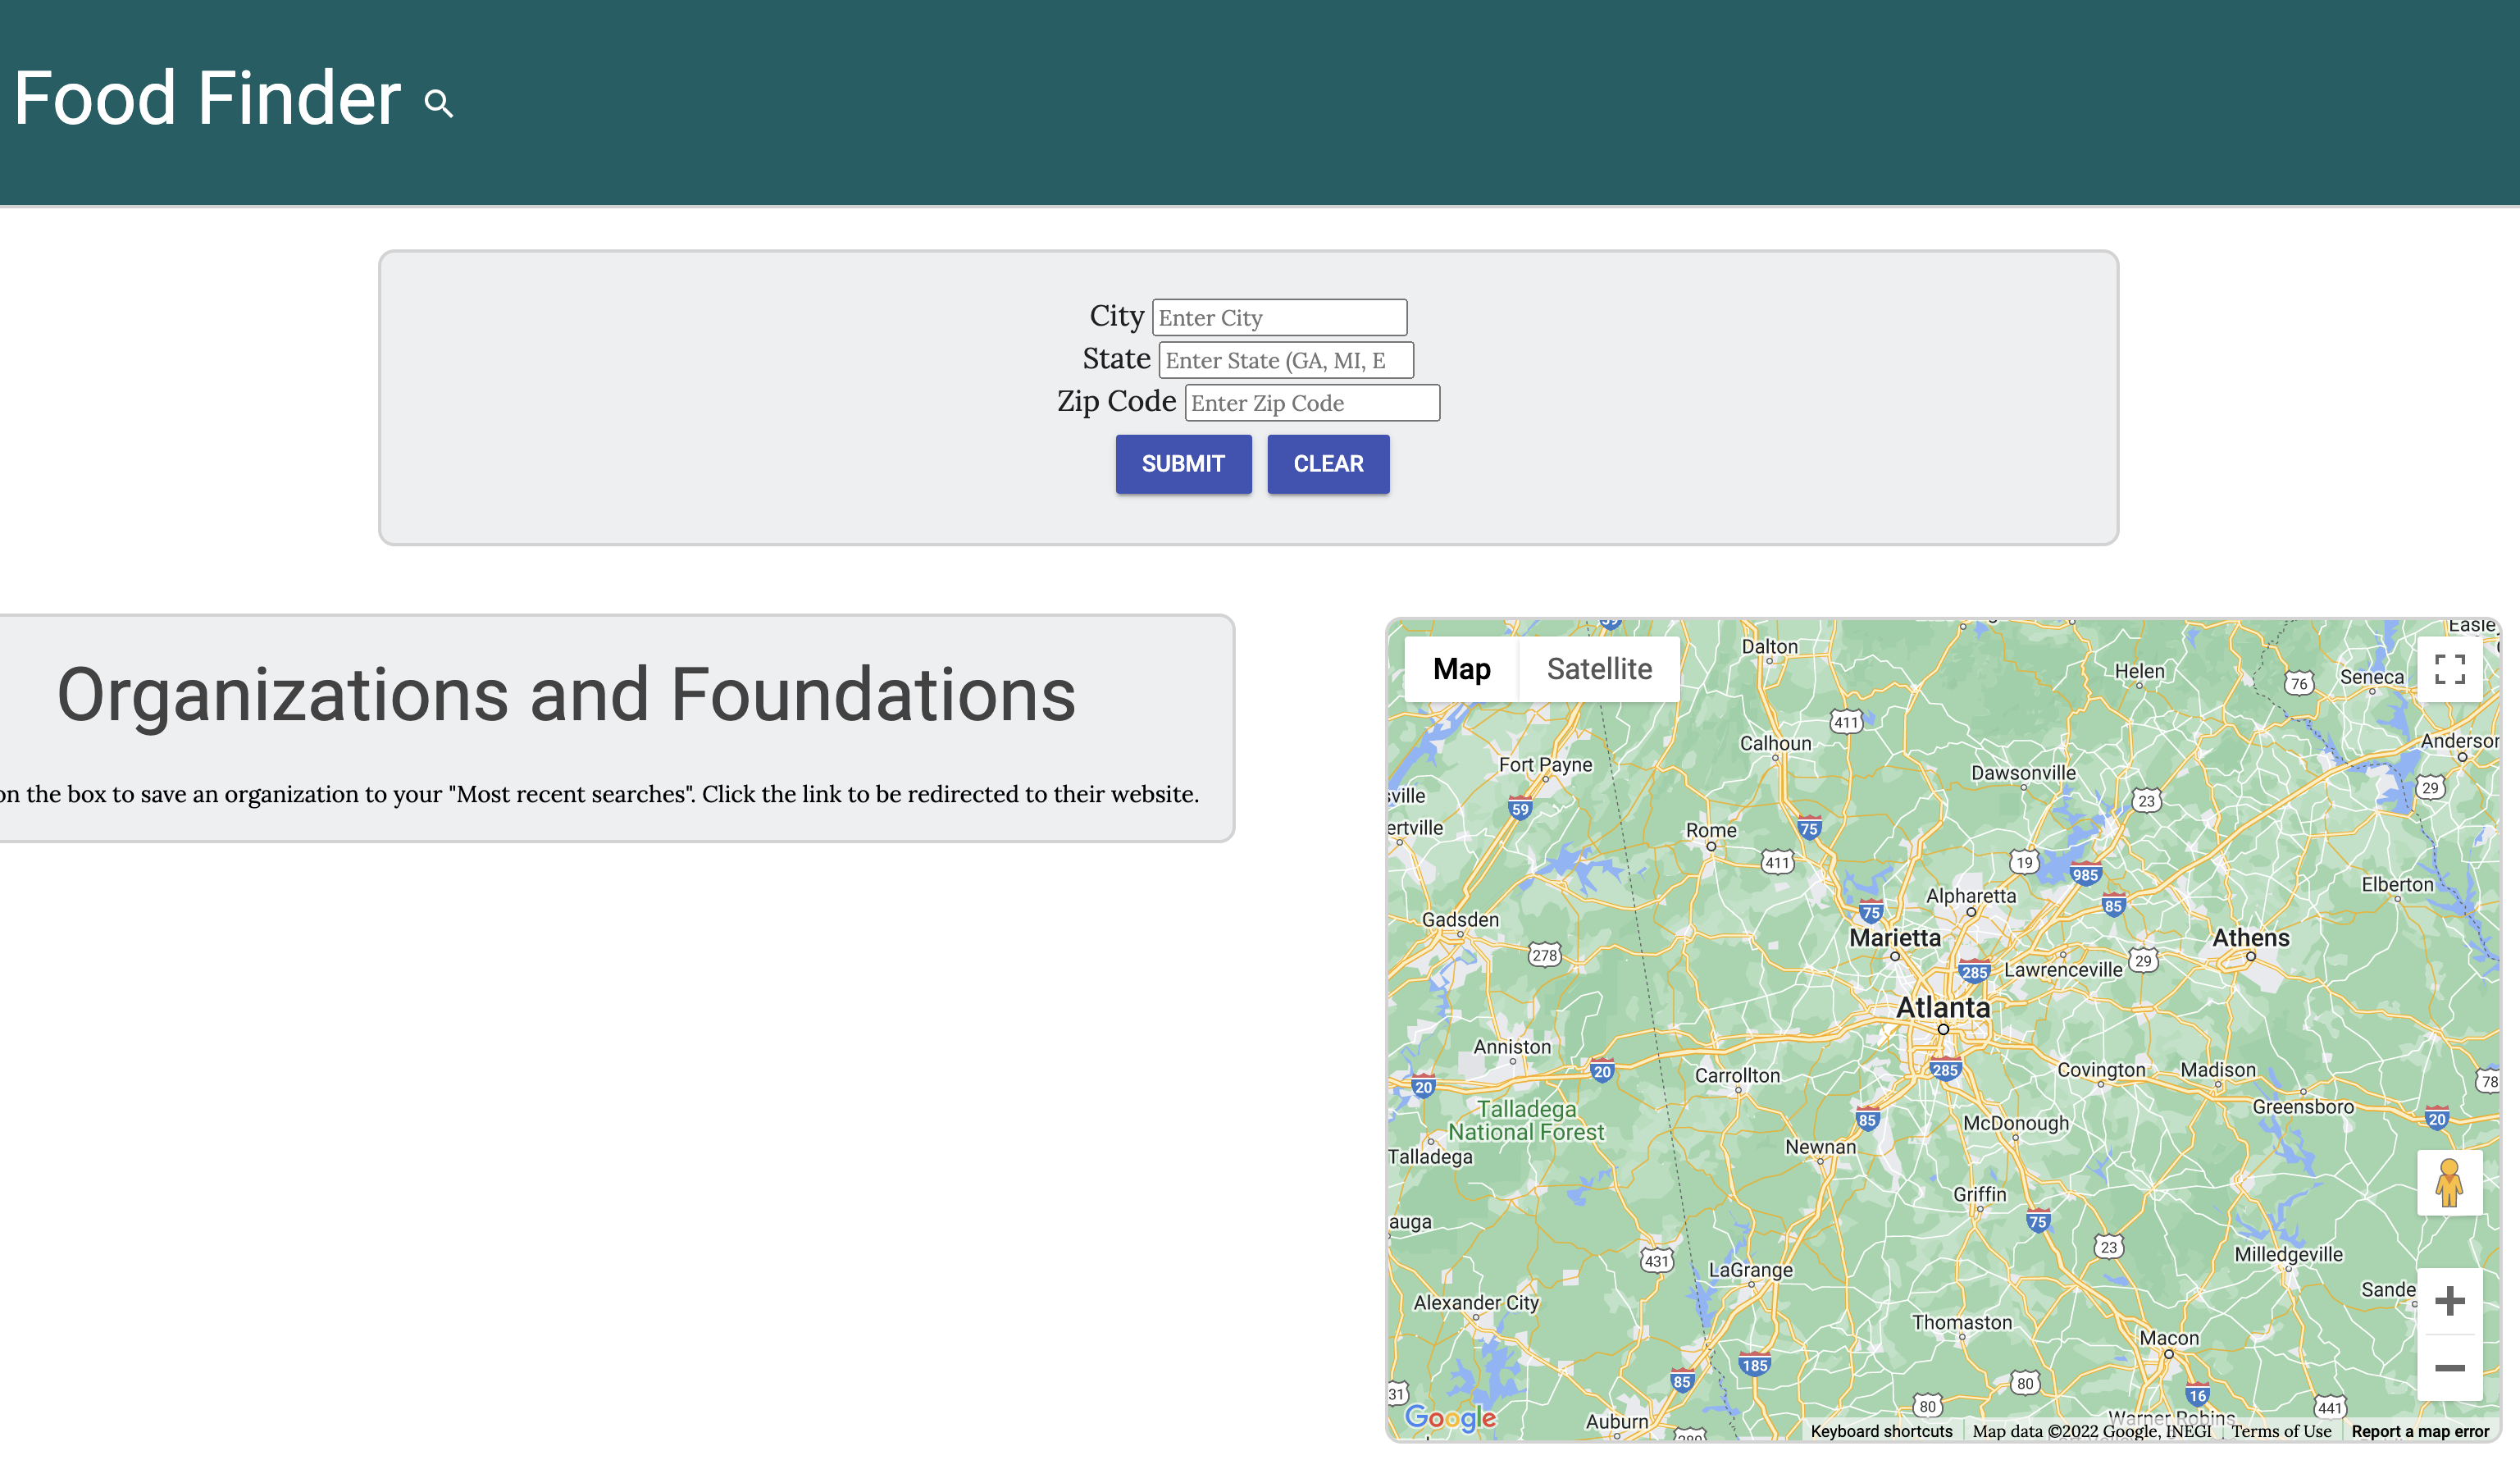 Food Finder
City Enter City
State Enter State (GA, MI, E
Zip Code Enter Zip Code
SUBMIT CLEAR
Organizations and Foundations
on the box to save an organization to your "Most recent searches". Click the link to be redirected to their website.
Map Satellite
59
Dalton
Easle
Helen
76
Seneca
411
Calhoun
Anderson
Fort Payne
Dawsonville
sville
59
23
29
ertville
Rome
75
411
19
985
Alpharetta
Elberton
75
85
Gadsden
Marietta
Athens
278
285
Lawrenceville
29
Atlanta
Anniston
20
20
Carrollton
285
Covington
Madison
78
Talladega
National Forest
Greensboro
85
McDonough
20
Newnan
Talladega
Griffin
auga
75
23
431
Milledgeville
LaGrange
Sande
Alexander City
Thomaston
Macon
185
85
80
31
16
80
441
Google
Auburn
280
Warner Robins
Keyboard shortcuts Map data ©2022 Google, INEGI Terms of Use Report a map error